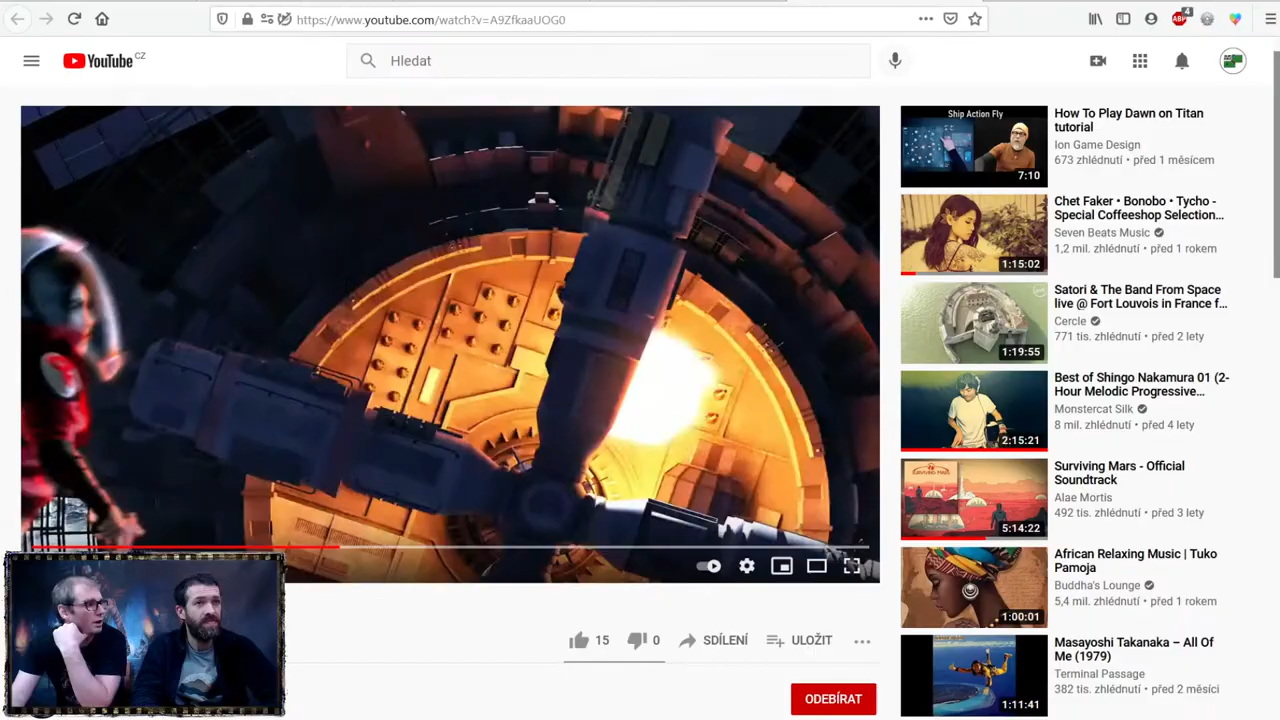 https://www.youtube.com/watch?v=A9ZfkaaUOG0
4
YouTube CZ
Hledat
15
0
SDÍLENÍ
ULOŽIT
ODEBÍRAT
Ship Action Fly
7:10
How To Play Dawn on Titan
tutorial
Ion Game Design
673 zhlédnutí • před 1 měsícem
1:15:02
Chet Faker • Bonobo • Tycho -
Special Coffeeshop Selection...
Seven Beats Music
1,2 mil. zhlédnutí • před 1 rokem
1:19:55
Satori & The Band From Space
live @ Fort Louvois in France f...
Cercle
771 tis. zhlédnutí • před 2 lety
2:15:21
Best of Shingo Nakamura 01 (2-
Hour Melodic Progressive...
Monstercat Silk
8 mil. zhlédnutí • před 4 lety
SURVIVING MARS
5:14:22
Surviving Mars - Official
Soundtrack
Alae Mortis
492 tis. zhlédnutí • před 3 lety
1:00:01
African Relaxing Music | Tuko
Pamoja
Buddha's Lounge
5,4 mil. zhlédnutí • před 1 rokem
1:11:41
Masayoshi Takanaka – All Of
Me (1979)
Terminal Passage
382 tis. zhlédnutí • před 2 měsíci